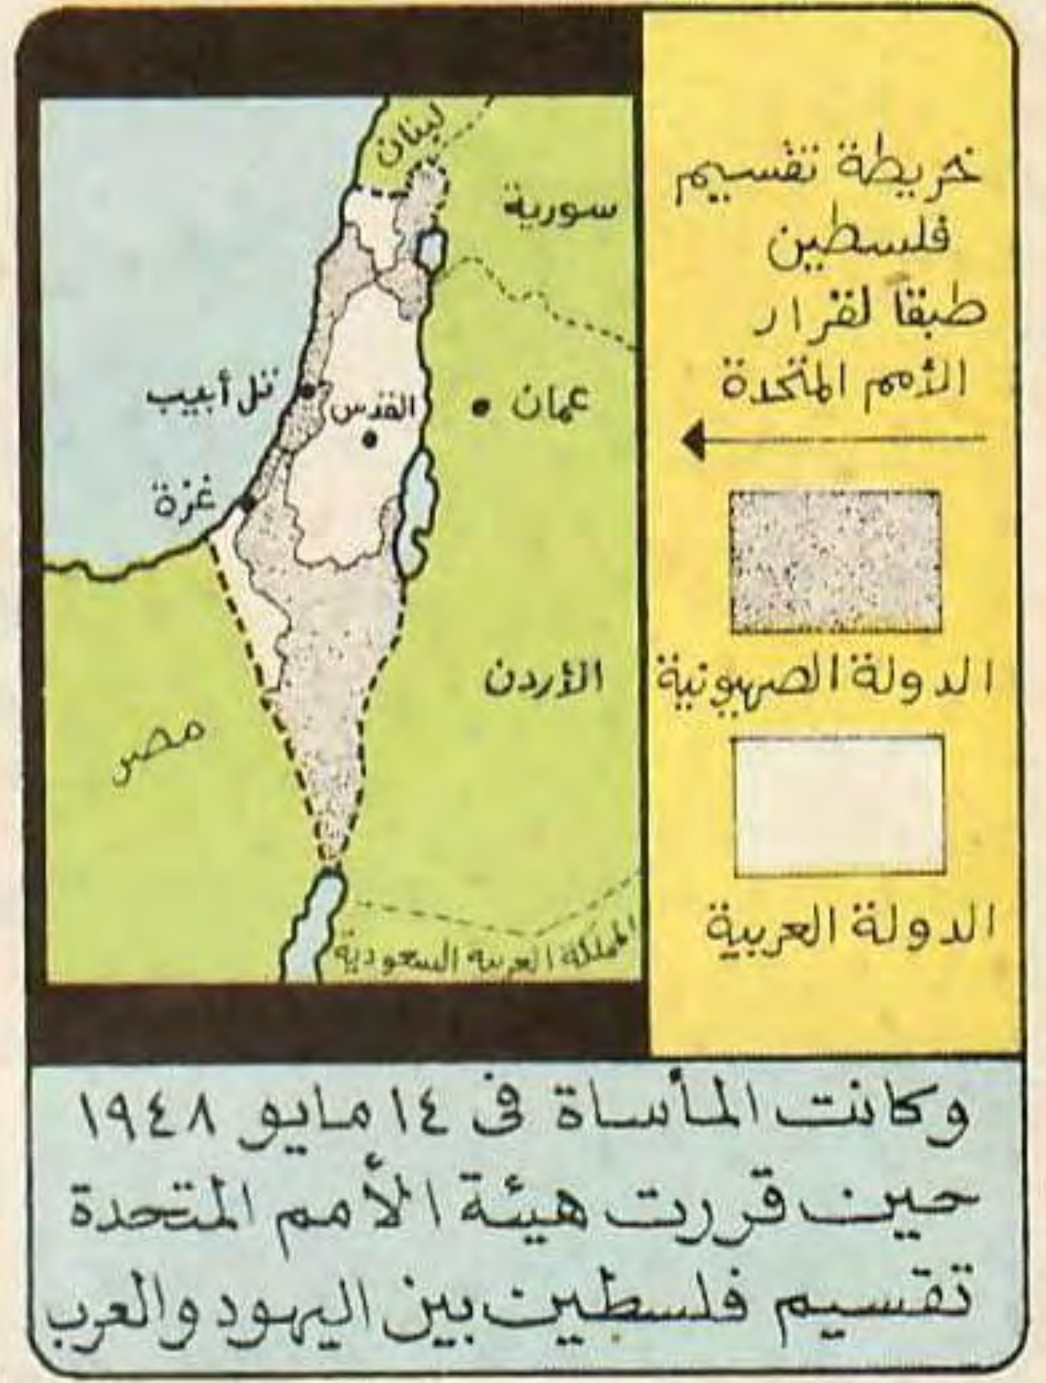 خريطة تقسيم
فلسطين
طبقاً لقرار
الأمم المتحدة
لبنان
سورية
تل أبيب
القدس
عمان
غزة
الأردن
مصر
المملكة العربية السعودية
الدولة الصهيونية
الدولة العربية
وكانت المأساة فى ١٤ مايو ١٩٤٨
حين قررت هيئة الأمم المتحدة
تقسيم فلسطين بين اليهود والعرب